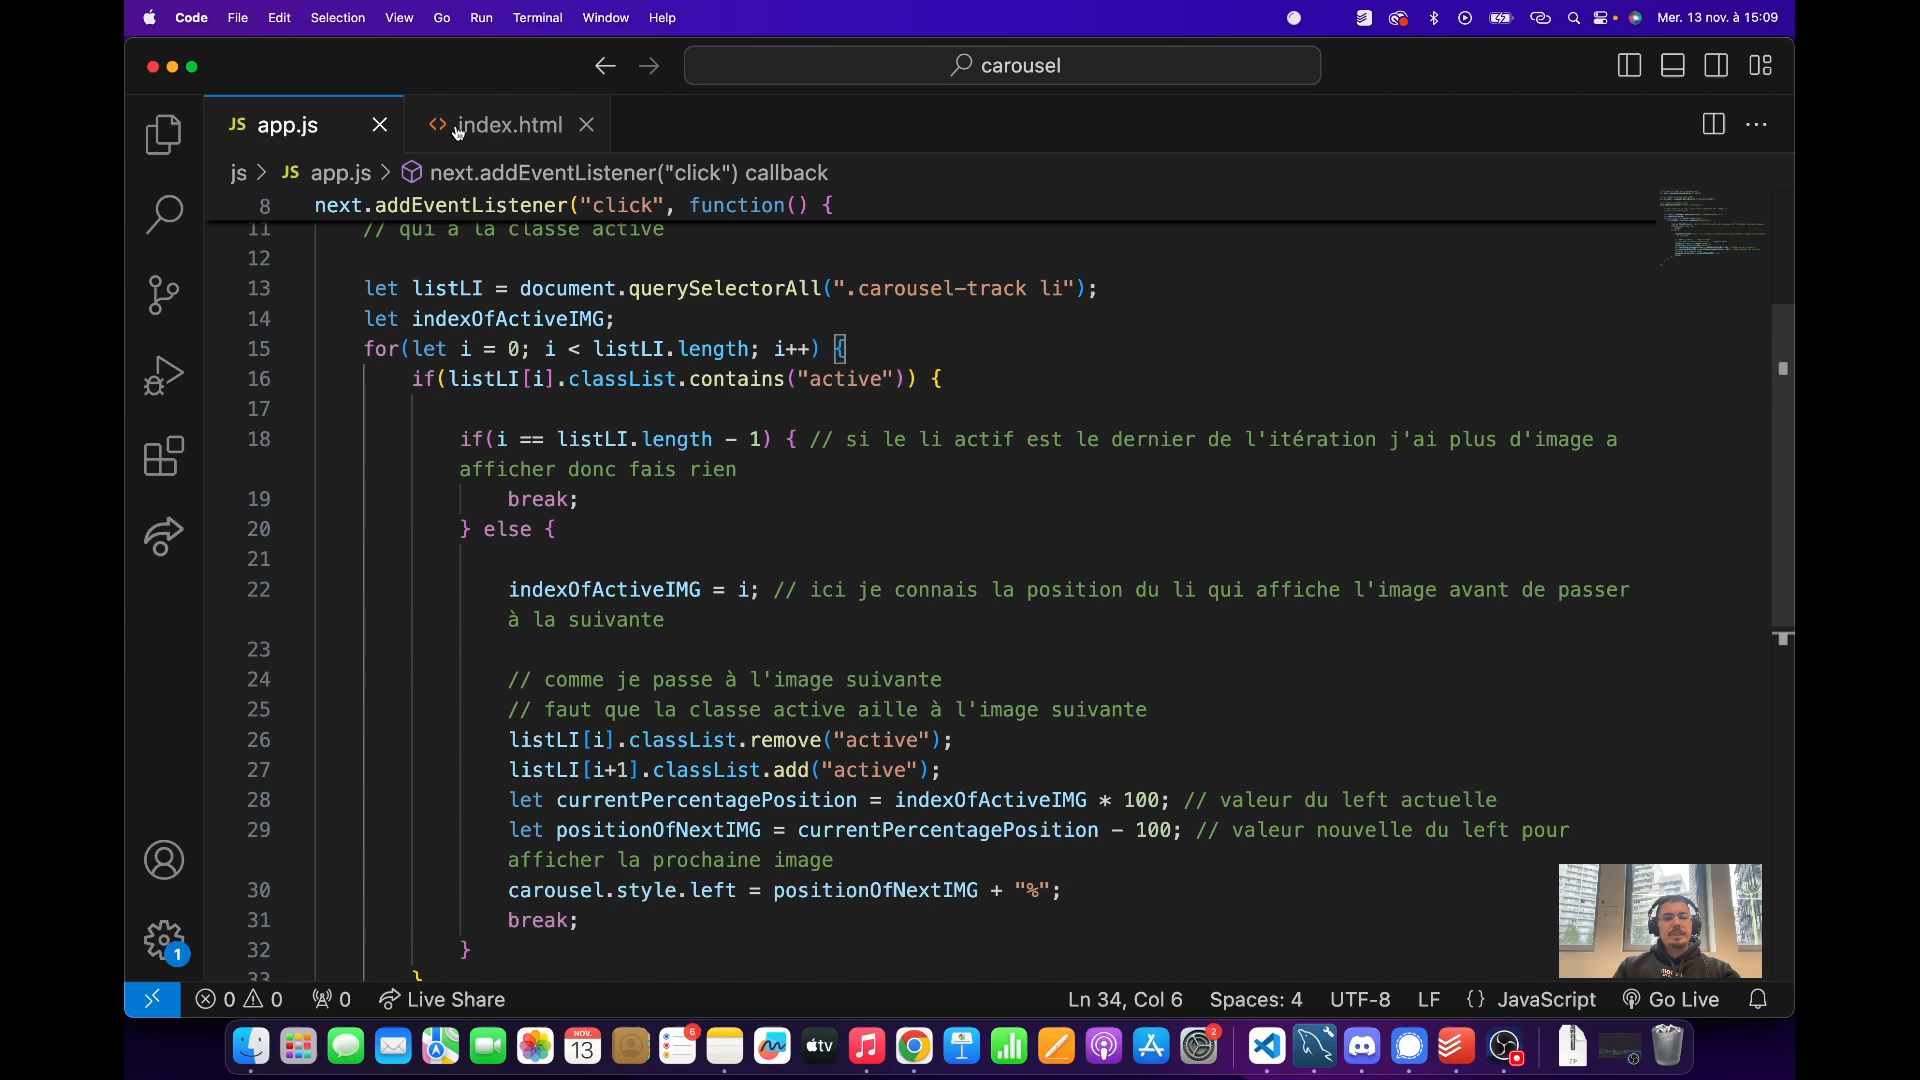 Code File Edit Selection View Go Run Terminal Window Help Mer. 13 nov. à 15:09
carousel
JS app.js <> index.html
js > JS app.js > next.addEventListener("click") callback
8 next.addEventListener("click", function() {
11 // qui a la classe active
12
13 let listLI = document.querySelectorAll(".carousel-track li");
14 let indexOfActiveIMG;
15 for(let i = 0; i < listLI.length; i++) {
16 if(listLI[i].classList.contains("active")) {
17
18 if(i == listLI.length - 1) { // si le li actif est le dernier de l'itération j'ai plus d'image a
afficher donc fais rien
19 break;
20 } else {
21
22 indexOfActiveIMG = i; // ici je connais la position du li qui affiche l'image avant de passer
à la suivante
23
24 // comme je passe à l'image suivante
25 // faut que la classe active aille à l'image suivante
26 listLI[i].classList.remove("active");
27 listLI[i+1].classList.add("active");
28 let currentPercentagePosition = indexOfActiveIMG * 100; // valeur du left actuelle
29 let positionOfNextIMG = currentPercentagePosition - 100; // valeur nouvelle du left pour
afficher la prochaine image
30 carousel.style.left = positionOfNextIMG + "%";
31 break;
32 }
33 }
1
0 0 0 Live Share Ln 34, Col 6 Spaces: 4 UTF-8 LF {} JavaScript Go Live
NOV. 13 6 tv 2 ZIP